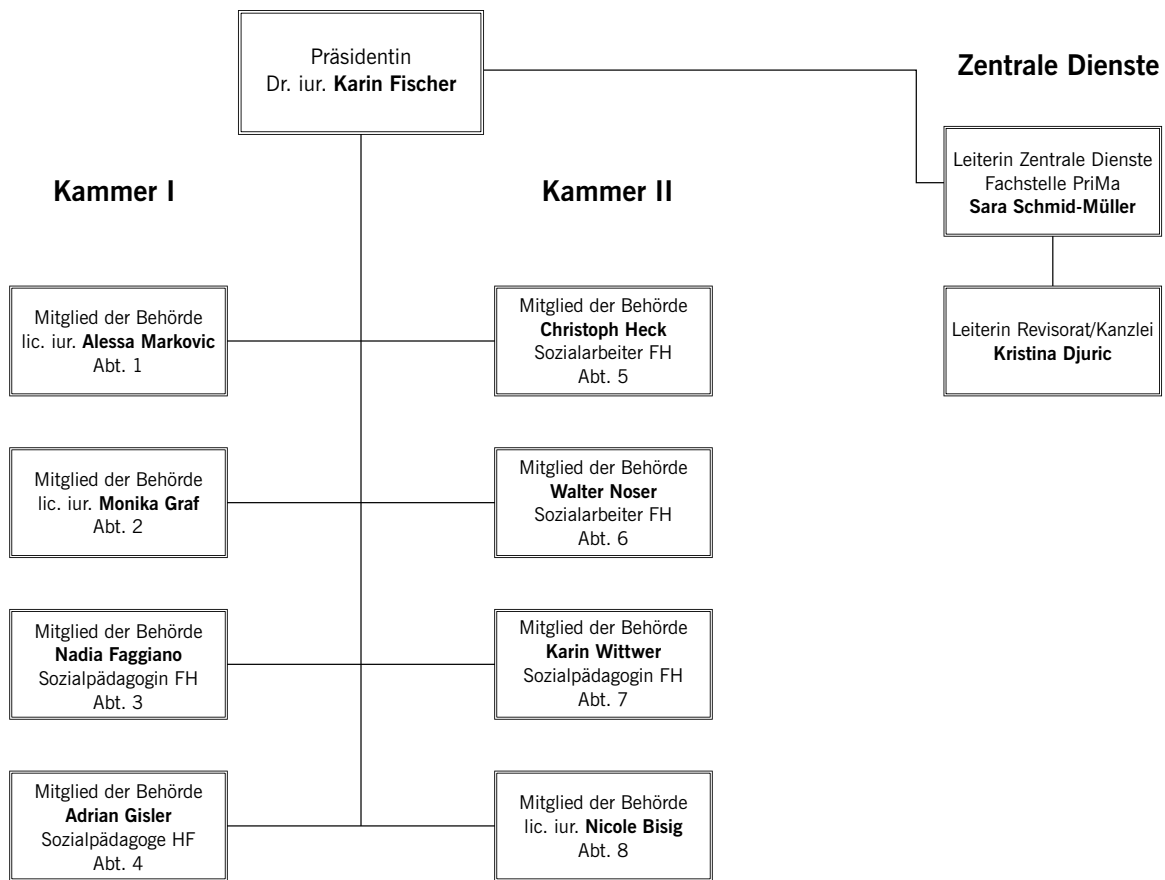 Präsidentin
Dr. iur. Karin Fischer
Zentrale Dienste
Leiterin Zentrale Dienste
Fachstelle PriMa
Sara Schmid-Müller
Leiterin Revisorat/Kanzlei
Kristina Djuric
Kammer I
Mitglied der Behörde
lic. iur. Alessa Markovic
Abt. 1
Mitglied der Behörde
lic. iur. Monika Graf
Abt. 2
Mitglied der Behörde
Nadia Faggiano
Sozialpädagogin FH
Abt. 3
Mitglied der Behörde
Adrian Gisler
Sozialpädagoge HF
Abt. 4
Kammer II
Mitglied der Behörde
Christoph Heck
Sozialarbeiter FH
Abt. 5
Mitglied der Behörde
Walter Noser
Sozialarbeiter FH
Abt. 6
Mitglied der Behörde
Karin Wittwer
Sozialpädagogin FH
Abt. 7
Mitglied der Behörde
lic. iur. Nicole Bisig
Abt. 8